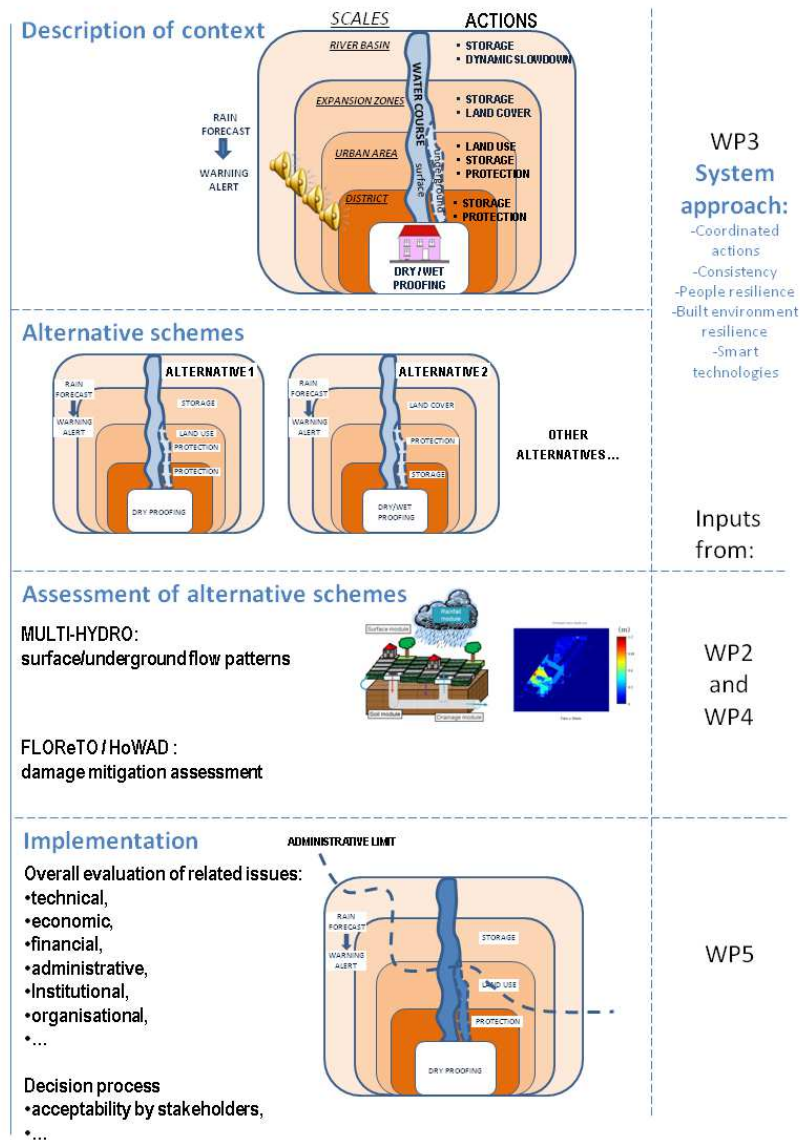 Description of context
SCALES
ACTIONS
RIVER BASIN
▪ STORAGE
▪ DYNAMIC SLOWDOWN
EXPANSION ZONES
▪ STORAGE
▪ LAND COVER
URBAN AREA
▪ LAND USE
▪ STORAGE
▪ PROTECTION
DISTRICT
▪ STORAGE
▪ PROTECTION
WATER COURSE
surface
underground
DRY/WET
PROOFING
RAIN
FORECAST
WARNING
ALERT
WP3
System
approach:
-Coordinated
actions
-Consistency
-People resilience
-Built environment
resilience
-Smart
technologies
Alternative schemes
ALTERNATIVE 1
RAIN
FORECAST
WARNING
ALERT
STORAGE
LAND USE
PROTECTION
PROTECTION
DRY PROOFING
ALTERNATIVE 2
RAIN
FORECAST
WARNING
ALERT
LAND COVER
PROTECTION
STORAGE
DRY/WET
PROOFING
OTHER
ALTERNATIVES...
Inputs
from:
Assessment of alternative schemes
MULTI-HYDRO:
surface/underground flow patterns
Surface module
Rainfall
module
Soil module
Drainage module
(m)
FLOReTO / HoWAD :
damage mitigation assessment
WP2
and
WP4
Implementation
Overall evaluation of related issues:
•technical,
•economic,
•financial,
•administrative,
•Institutional,
•organisational,
•...
Decision process
•acceptability by stakeholders,
•...
ADMINISTRATIVE LIMIT
RAIN
FORECAST
WARNING
ALERT
STORAGE
LAND USE
PROTECTION
DRY PROOFING
WP5